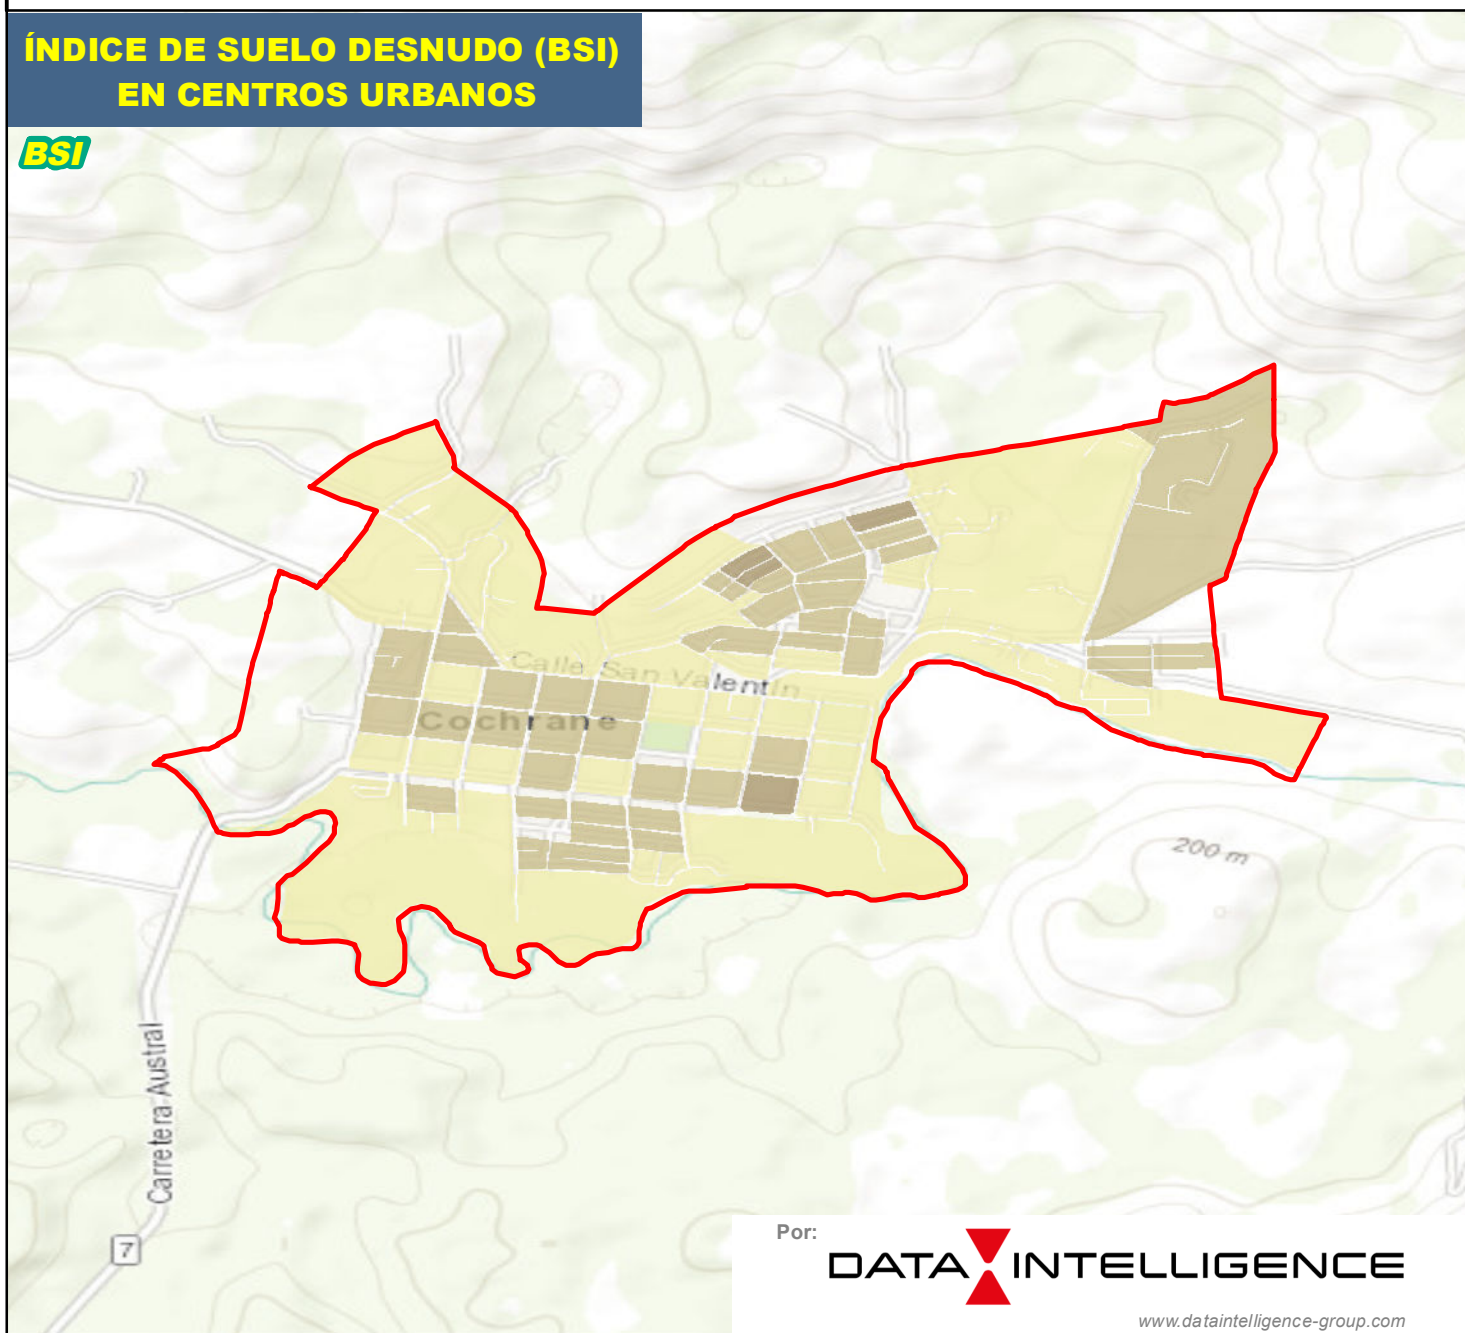 ÍNDICE DE SUELO DESNUDO (BSI)
EN CENTROS URBANOS
BSI
Calle San Valentín
Cochrane
200 m
Carretera Austral
7
Por:
DATA INTELLIGENCE
www.dataintelligence-group.com